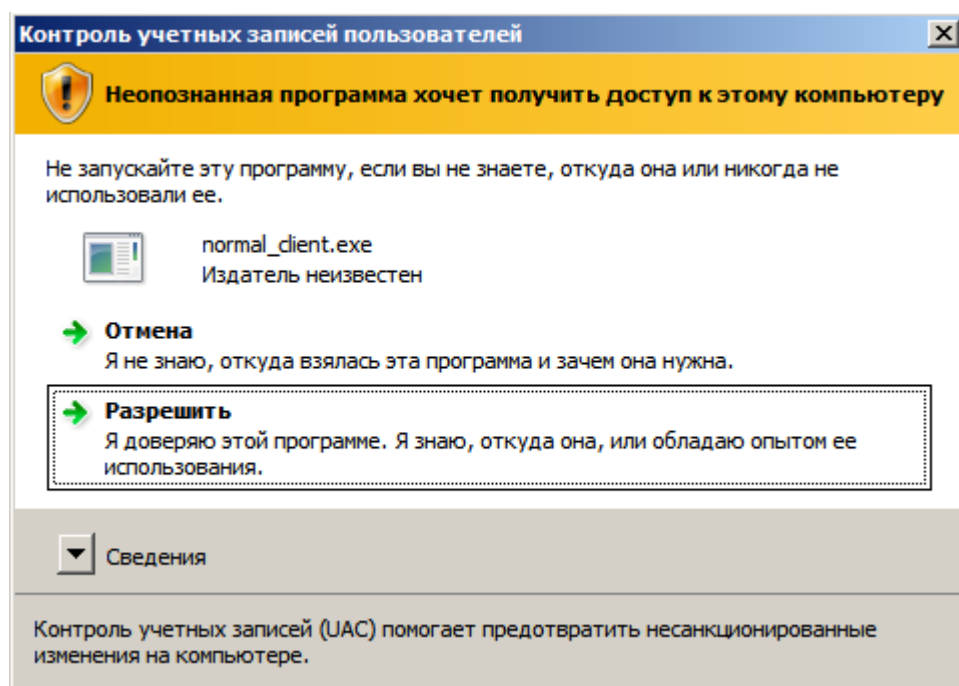 Контроль учетных записей пользователей
Неопознанная программа хочет получить доступ к этому компьютеру
Не запускайте эту программу, если вы не знаете, откуда она или никогда не
использовали ее.
normal_client.exe
Издатель неизвестен
Отмена
Я не знаю, откуда взялась эта программа и зачем она нужна.
Разрешить
Я доверяю этой программе. Я знаю, откуда она, или обладаю опытом ее
использования.
Сведения
Контроль учетных записей (UAC) помогает предотвратить несанкционированные
изменения на компьютере.